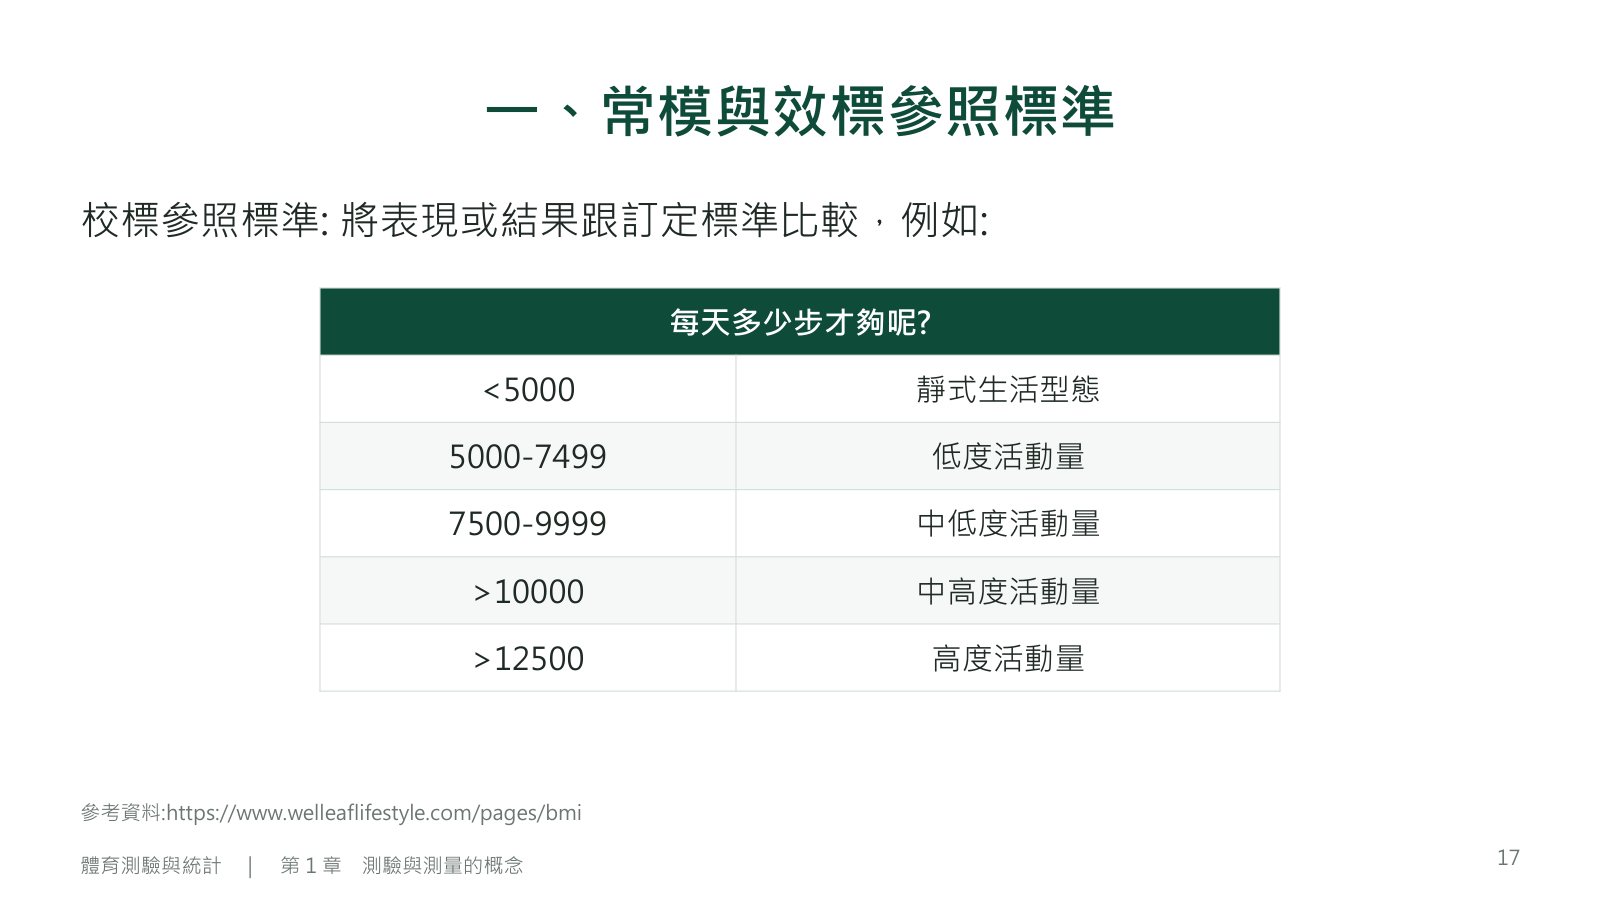 一、常模與效標參照標準
校標參照標準: 將表現或結果跟訂定標準比較，例如:
每天多少步才夠呢?
<5000 靜式生活型態
5000-7499 低度活動量
7500-9999 中低度活動量
>10000 中高度活動量
>12500 高度活動量
參考資料:https://www.welleaflifestyle.com/pages/bmi
體育測驗與統計 | 第 1 章 測驗與測量的概念
17